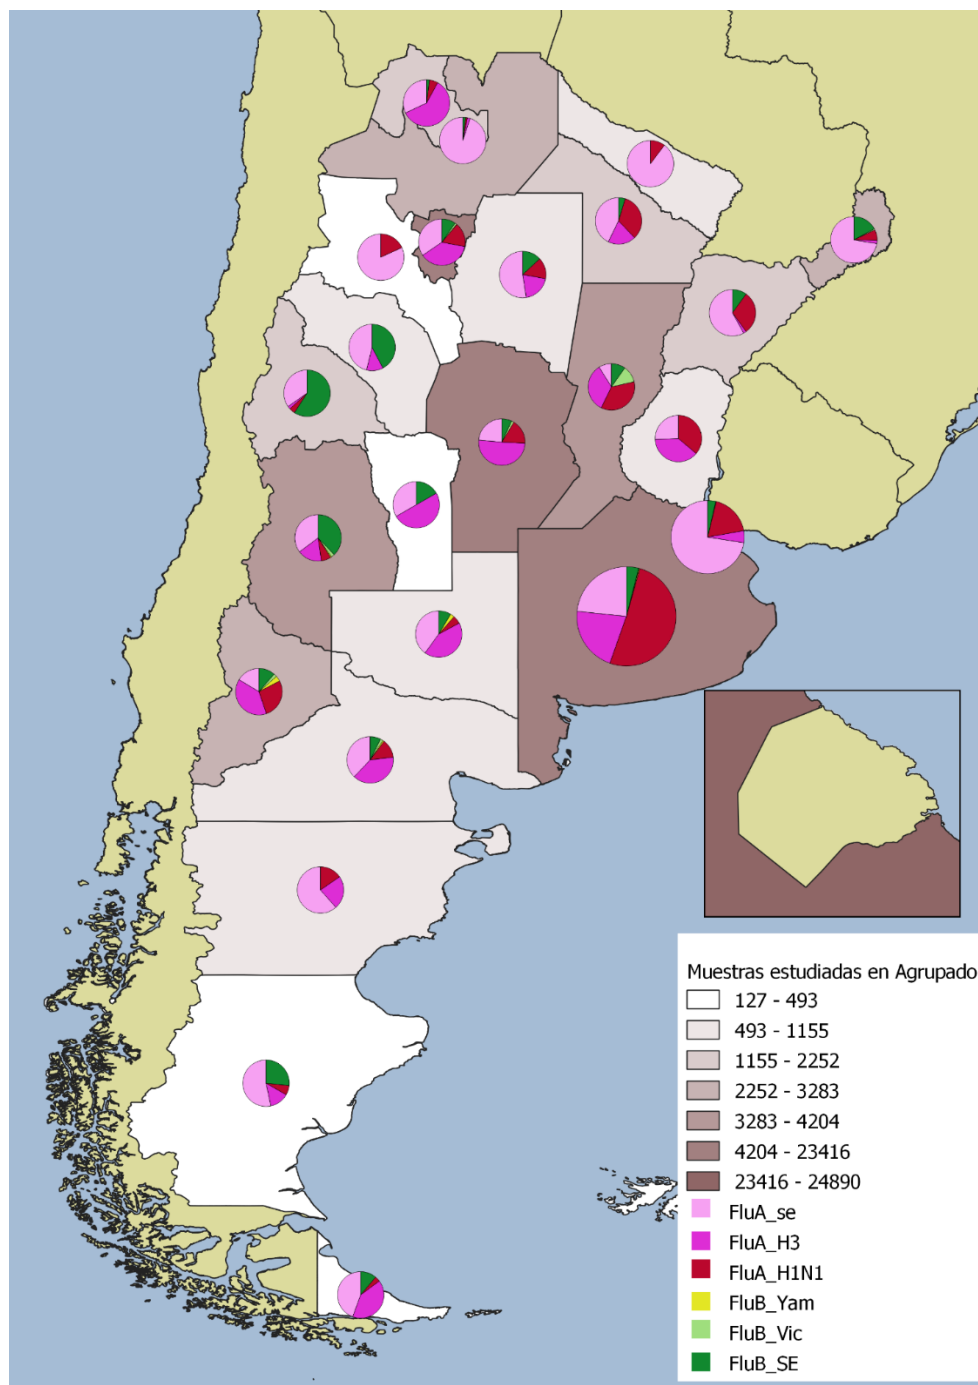 Muestras estudiadas en Agrupado
127 - 493
493 - 1155
1155 - 2252
2252 - 3283
3283 - 4204
4204 - 23416
23416 - 24890
FluA_se
FluA_H3
FluA_H1N1
FluB_Yam
FluB_Vic
FluB_SE